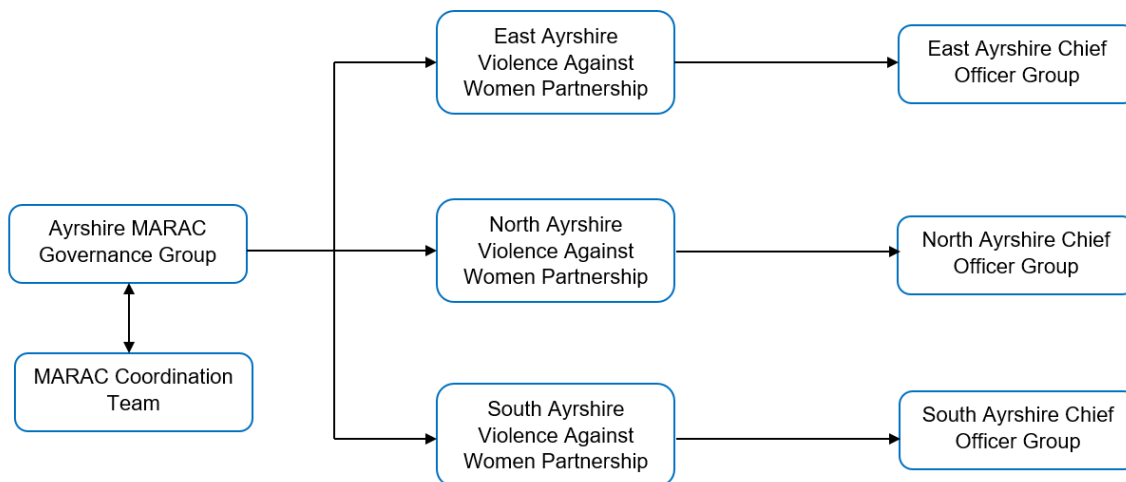 East Ayrshire
Violence Against
Women Partnership
East Ayrshire Chief
Officer Group
Ayrshire MARAC
Governance Group
North Ayrshire
Violence Against
Women Partnership
North Ayrshire Chief
Officer Group
MARAC Coordination
Team
South Ayrshire
Violence Against
Women Partnership
South Ayrshire Chief
Officer Group